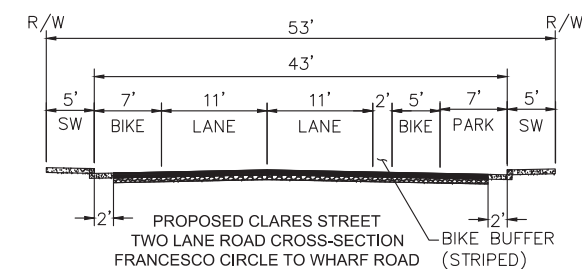 R/W R/W
53'
43'
5' 7' 11' 11' 2' 5' 7' 5'
SW BIKE LANE LANE BIKE PARK SW
2' 2'
PROPOSED CLARES STREET
TWO LANE ROAD CROSS-SECTION
FRANCESCO CIRCLE TO WHARF ROAD
BIKE BUFFER
(STRIPED)